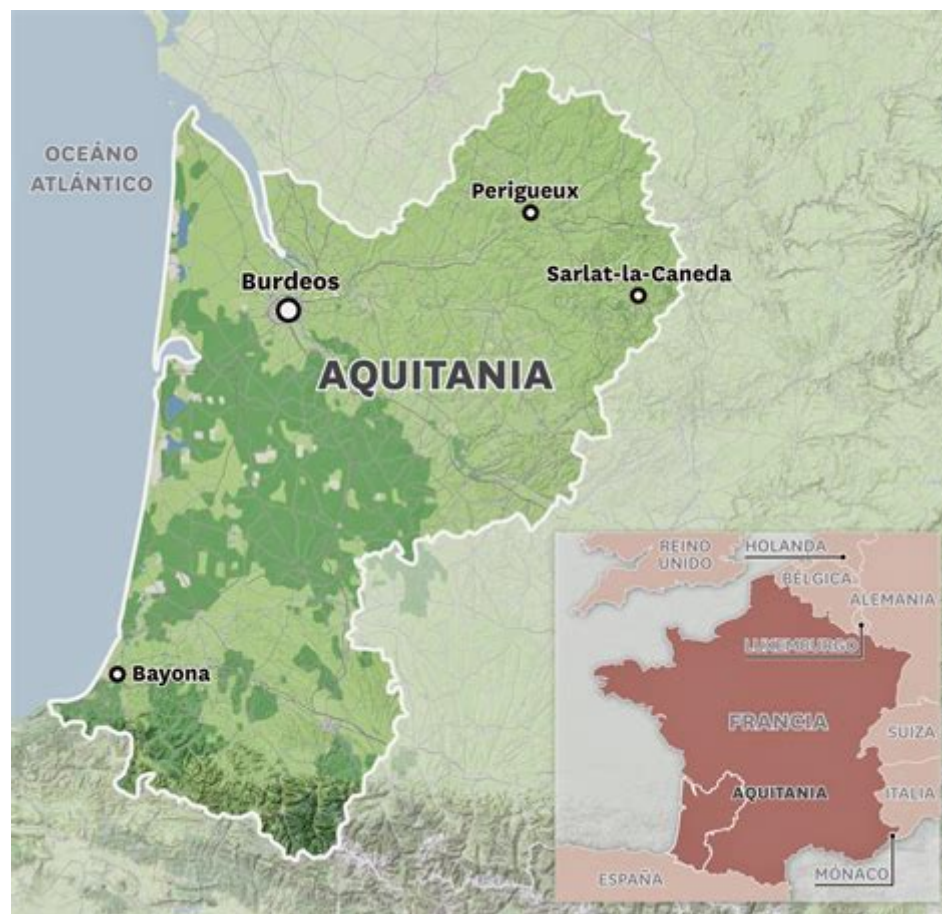 OCEÁNO
ATLÁNTICO
Perigueux
Sarlat-la-Caneda
Burdeos
AQUITANIA
Bayona
REINO
UNIDO
HOLANDA
BÉLGICA
ALEMANIA
LUXEMBURGO
FRANCIA
SUIZA
AQUITANIA
ITALIA
ESPAÑA
MÓNACO